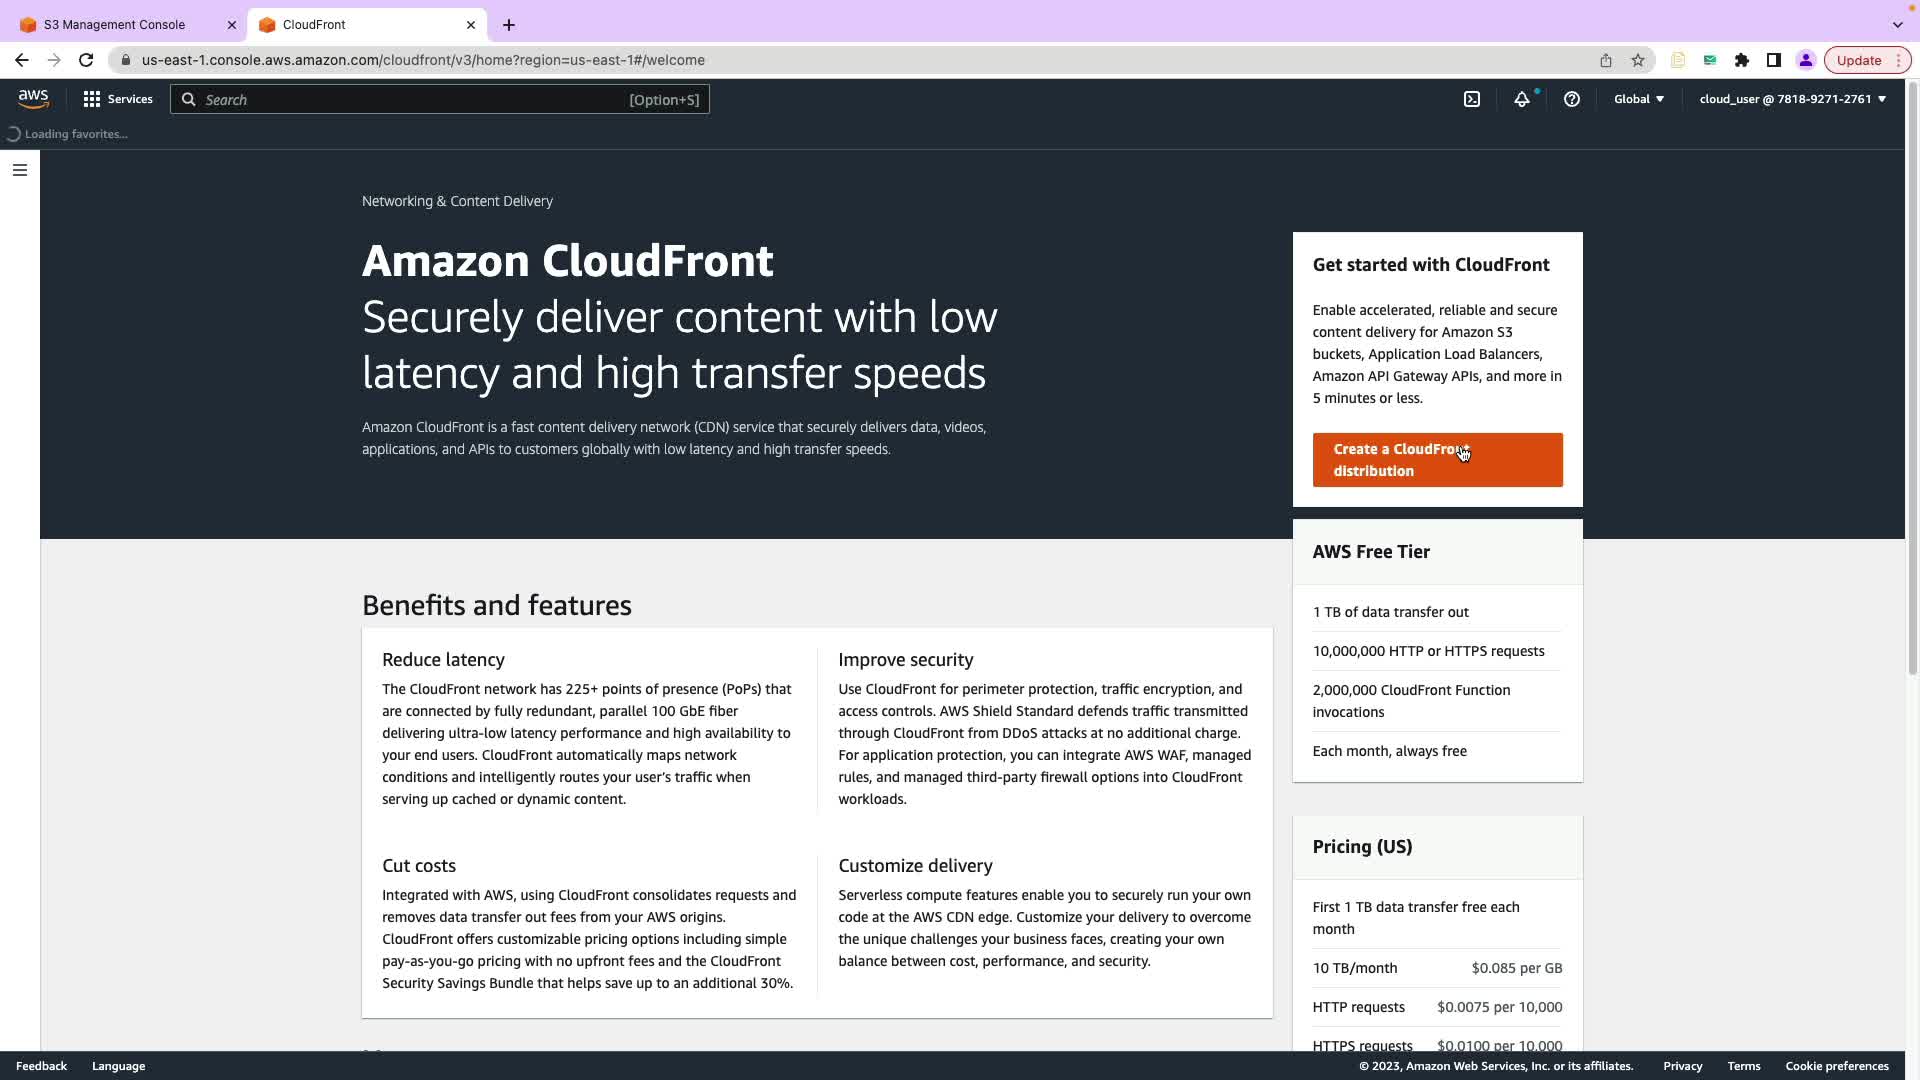 S3 Management Console
CloudFront
us-east-1.console.aws.amazon.com/cloudfront/v3/home?region=us-east-1#/welcome
Update
aws
Services
Search
[Option+S]
Global
cloud_user @ 7818-9271-2761
Loading favorites...
Networking & Content Delivery
Amazon CloudFront
Securely deliver content with low
latency and high transfer speeds
Amazon CloudFront is a fast content delivery network (CDN) service that securely delivers data, videos,
applications, and APIs to customers globally with low latency and high transfer speeds.
Get started with CloudFront
Enable accelerated, reliable and secure
content delivery for Amazon S3
buckets, Application Load Balancers,
Amazon API Gateway APIs, and more in
5 minutes or less.
Create a CloudFront
distribution
AWS Free Tier
1 TB of data transfer out
10,000,000 HTTP or HTTPS requests
2,000,000 CloudFront Function
invocations
Each month, always free
Benefits and features
Reduce latency
The CloudFront network has 225+ points of presence (PoPs) that
are connected by fully redundant, parallel 100 GbE fiber
delivering ultra-low latency performance and high availability to
your end users. CloudFront automatically maps network
conditions and intelligently routes your user's traffic when
serving up cached or dynamic content.
Improve security
Use CloudFront for perimeter protection, traffic encryption, and
access controls. AWS Shield Standard defends traffic transmitted
through CloudFront from DDoS attacks at no additional charge.
For application protection, you can integrate AWS WAF, managed
rules, and managed third-party firewall options into CloudFront
workloads.
Cut costs
Integrated with AWS, using CloudFront consolidates requests and
removes data transfer out fees from your AWS origins.
CloudFront offers customizable pricing options including simple
pay-as-you-go pricing with no upfront fees and the CloudFront
Security Savings Bundle that helps save up to an additional 30%.
Customize delivery
Serverless compute features enable you to securely run your own
code at the AWS CDN edge. Customize your delivery to overcome
the unique challenges your business faces, creating your own
balance between cost, performance, and security.
Pricing (US)
First 1 TB data transfer free each
month
10 TB/month $0.085 per GB
HTTP requests $0.0075 per 10,000
HTTPS requests $0.0100 per 10,000
Feedback
Language
© 2023, Amazon Web Services, Inc. or its affiliates.
Privacy
Terms
Cookie preferences